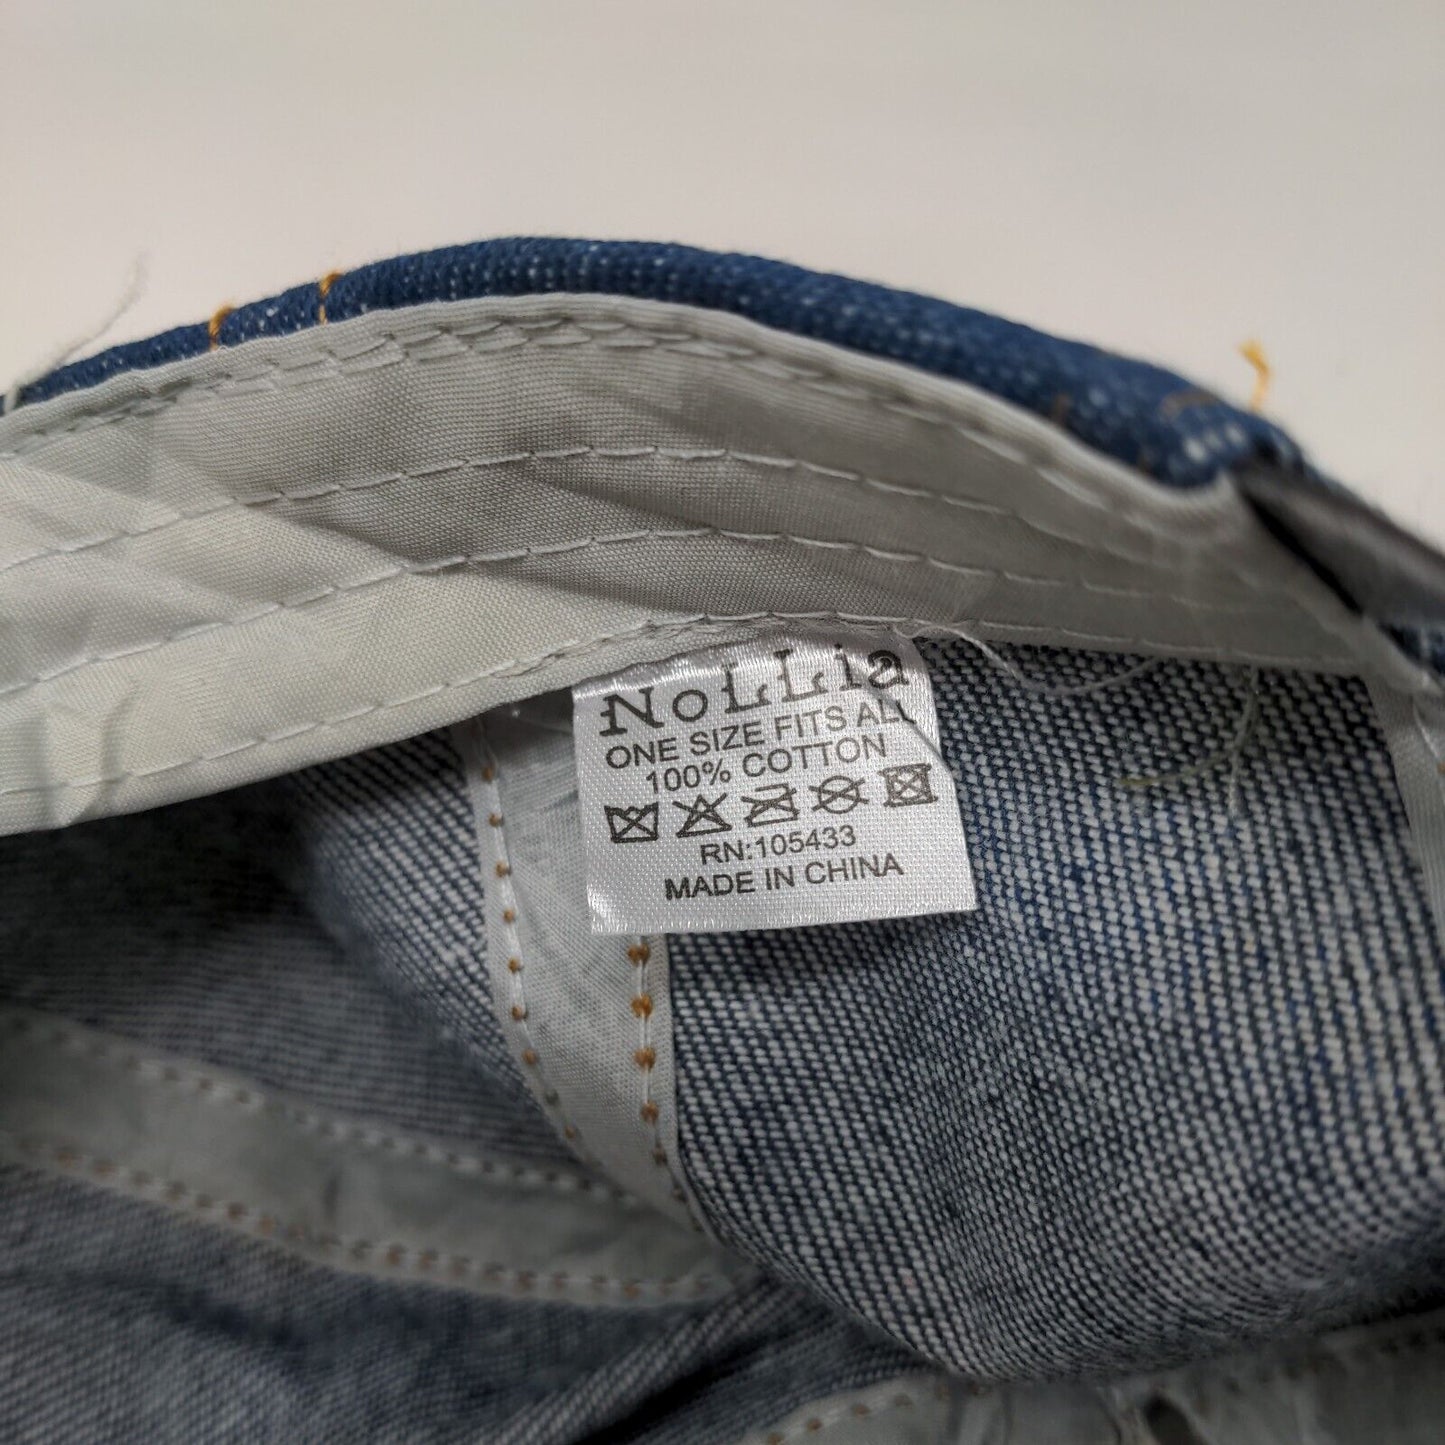 NoLLia
ONE SIZE FITS ALL
100% COTTON
RN:105433
MADE IN CHINA